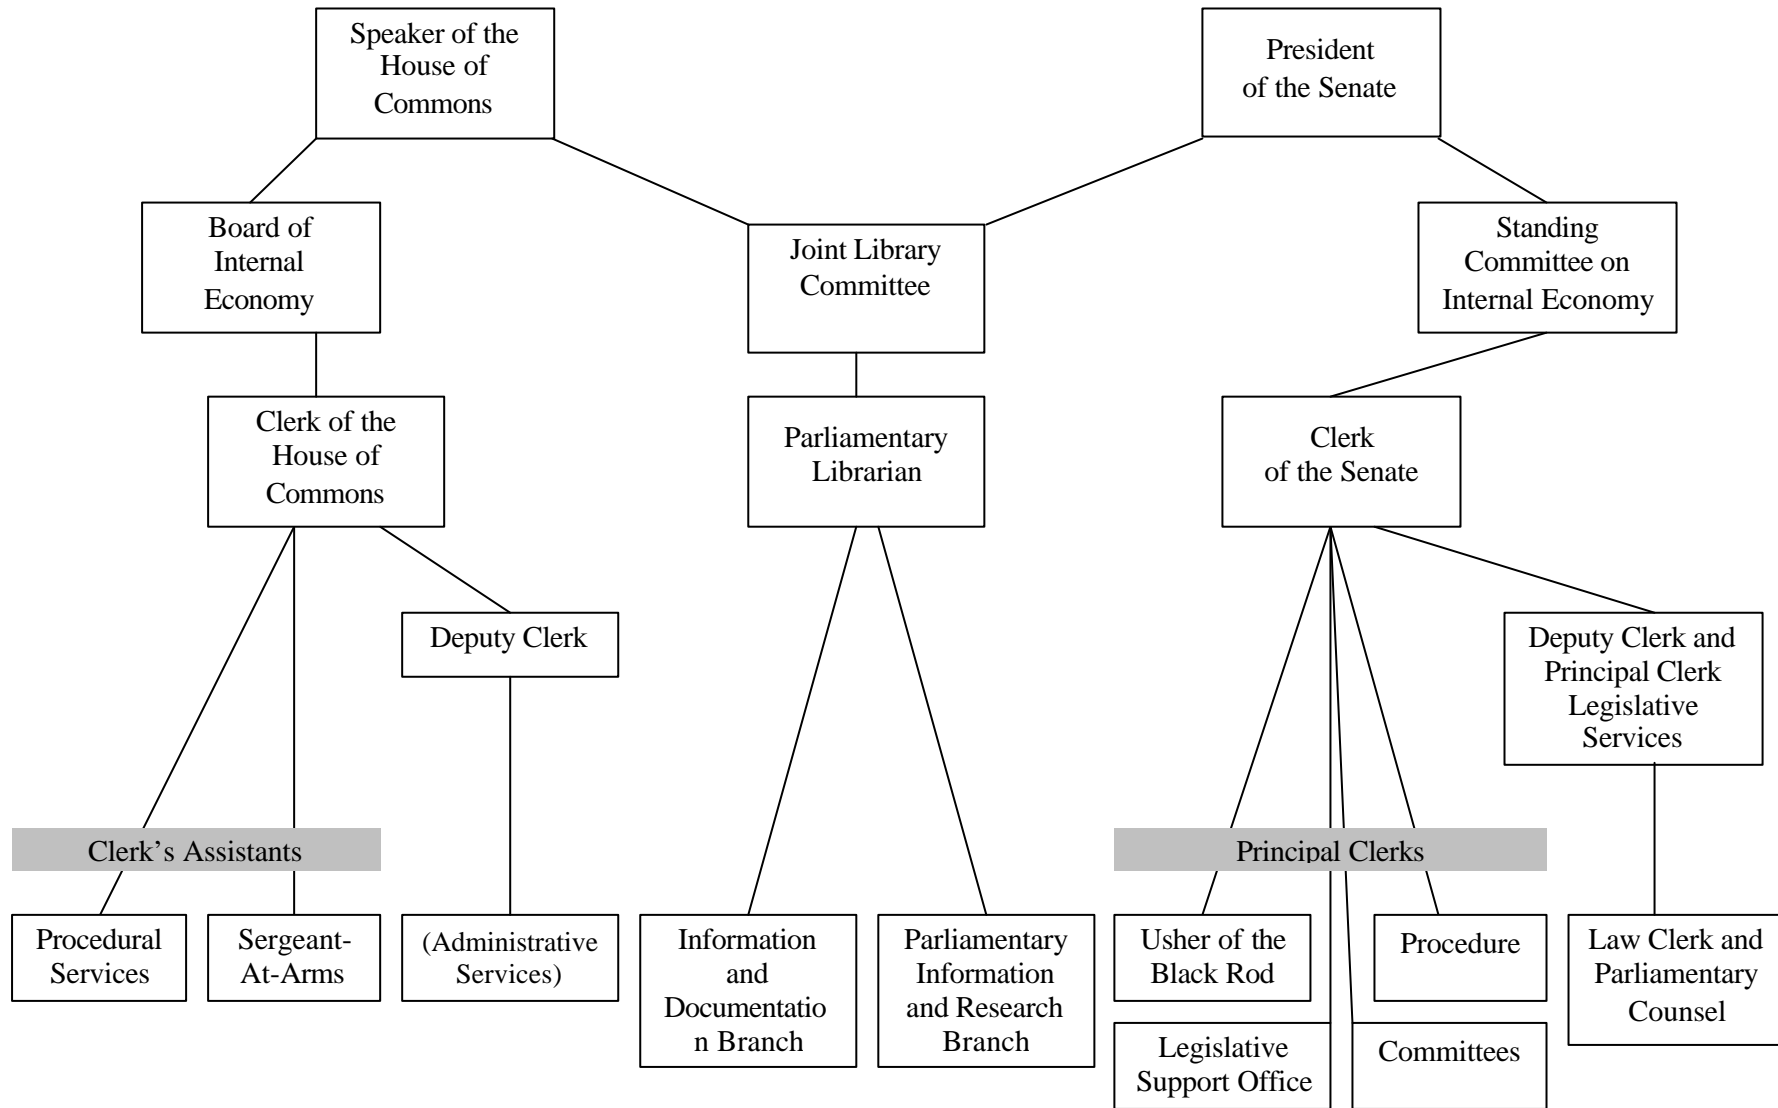 Speaker of the
House of
Commons
President
of the Senate
Board of
Internal
Economy
Joint Library
Committee
Standing
Committee on
Internal Economy
Clerk of the
House of
Commons
Parliamentary
Librarian
Clerk
of the Senate
Deputy Clerk
Deputy Clerk and
Principal Clerk
Legislative
Services
Clerk’s Assistants
Principal Clerks
Procedural
Services
Sergeant-
At-Arms
(Administrative
Services)
Information
and
Documentatio
n Branch
Parliamentary
Information
and Research
Branch
Usher of the
Black Rod
Procedure
Law Clerk and
Parliamentary
Counsel
Legislative
Support Office
Committees